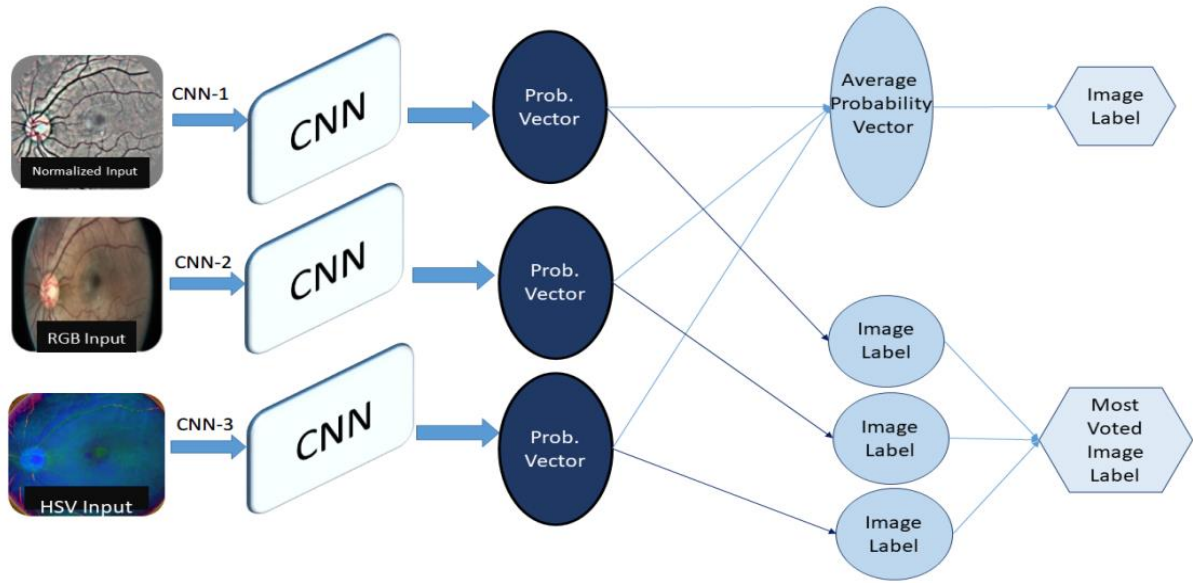 CNN-1
CNN
Prob.
Vector
Average
Probability
Vector
Image
Label
Normalized Input
CNN-2
CNN
Prob.
Vector
RGB Input
Image
Label
CNN-3
CNN
Prob.
Vector
Image
Label
Most
Voted
Image
Label
HSV Input
Image
Label